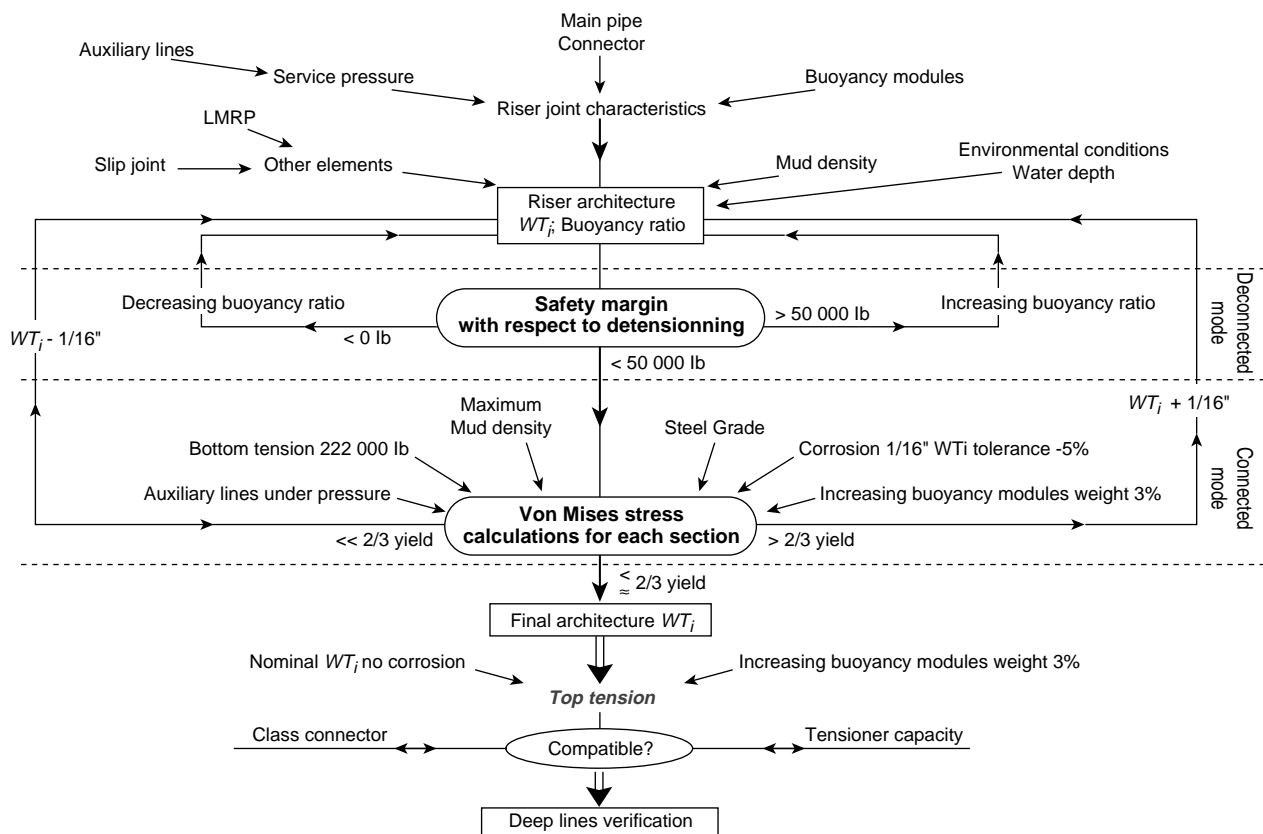 Main pipe
Connector
Auxiliary lines
Service pressure
Buoyancy modules
Riser joint characteristics
LMRP
Slip joint
Other elements
Mud density
Environmental conditions
Water depth
Riser architecture
WTi; Buoyancy ratio
Decreasing buoyancy ratio
Safety margin
with respect to detensionning
Increasing buoyancy ratio
< 0 lb
> 50 000 lb
< 50 000 lb
WTi - 1/16"
Deconnected
mode
Maximum
Mud density
Steel Grade
WTi + 1/16"
Bottom tension 222 000 lb
Corrosion 1/16" WTi tolerance -5%
Auxiliary lines under pressure
Increasing buoyancy modules weight 3%
Connected
mode
Von Mises stress
calculations for each section
<< 2/3 yield
> 2/3 yield
<
≈ 2/3 yield
Final architecture WTi
Nominal WTi no corrosion
Increasing buoyancy modules weight 3%
Top tension
Class connector
Compatible?
Tensioner capacity
Deep lines verification